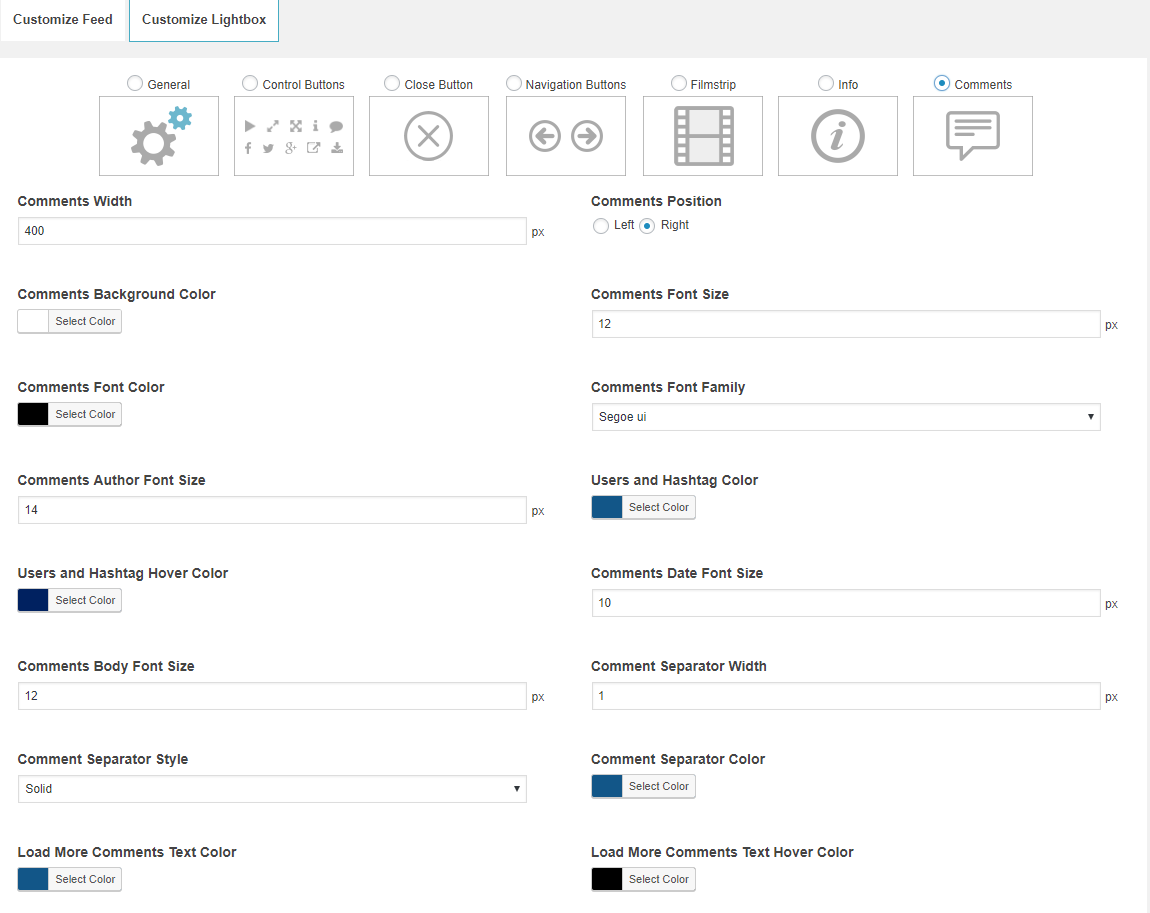 Customize Feed Customize Lightbox
General Control Buttons Close Button Navigation Buttons Filmstrip Info Comments
Comments Width Comments Position
400 px Left Right
Comments Background Color Comments Font Size
Select Color 12 px
Comments Font Color Comments Font Family
Select Color Segoe ui
Comments Author Font Size Users and Hashtag Color
14 px Select Color
Users and Hashtag Hover Color Comments Date Font Size
Select Color 10 px
Comments Body Font Size Comment Separator Width
12 px 1 px
Comment Separator Style Comment Separator Color
Solid Select Color
Load More Comments Text Color Load More Comments Text Hover Color
Select Color Select Color